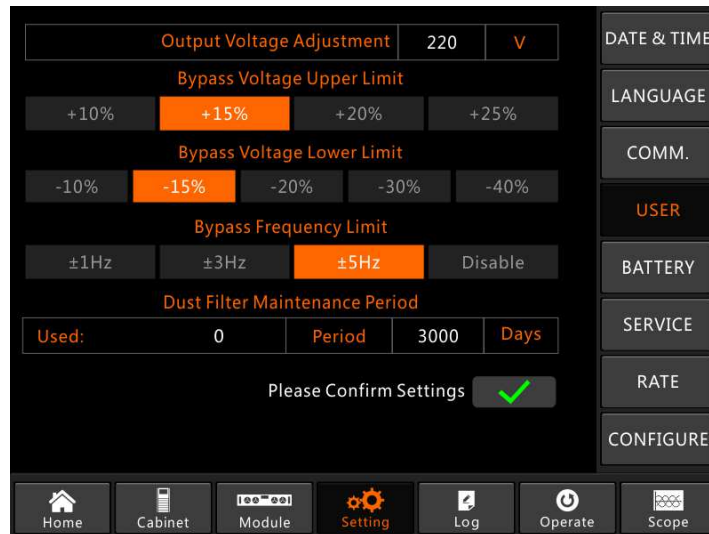 Output Voltage Adjustment 220 V
Bypass Voltage Upper Limit
+10% +15% +20% +25%
Bypass Voltage Lower Limit
-10% -15% -20% -30% -40%
Bypass Frequency Limit
±1Hz ±3Hz ±5Hz Disable
Dust Filter Maintenance Period
Used: 0 Period 3000 Days
Please Confirm Settings
DATE & TIME
LANGUAGE
COMM.
USER
BATTERY
SERVICE
RATE
CONFIGURE
Home Cabinet Module Setting Log Operate Scope